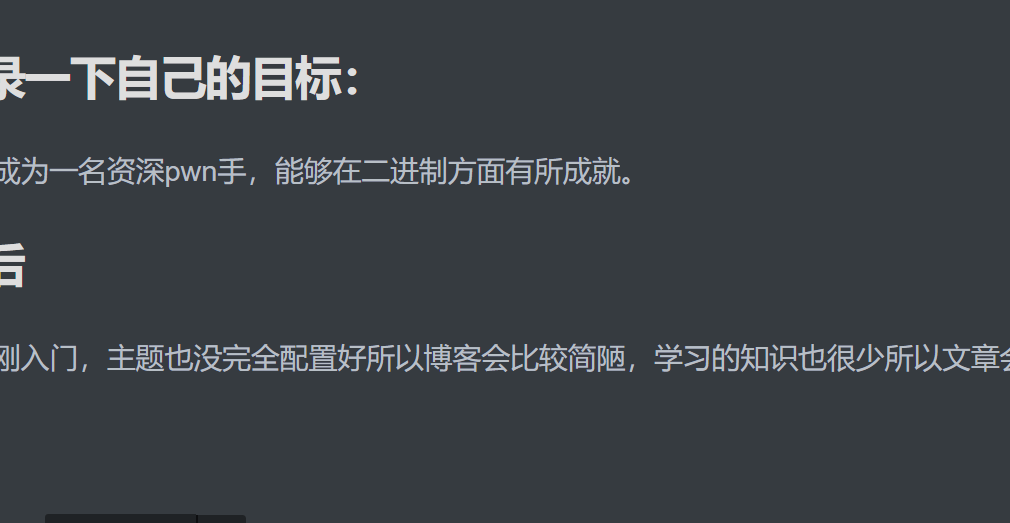 录一下自己的目标：
成为一名资深pwn手，能够在二进制方面有所成就。
后
刚入门，主题也没完全配置好所以博客会比较简陋，学习的知识也很少所以文章会